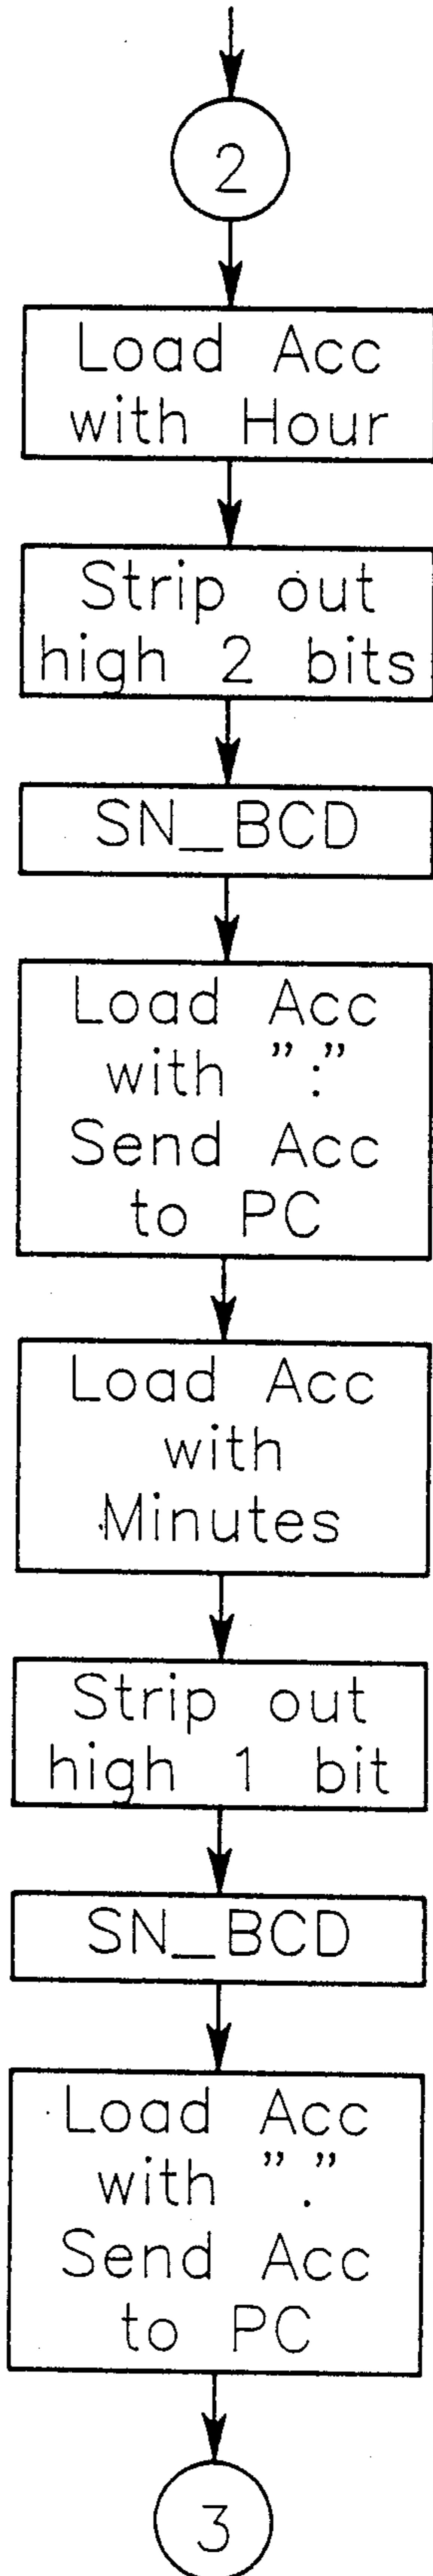 2
Load Acc
with Hour
Strip out
high 2 bits
SN_BCD
Load Acc
with ":"
Send Acc
to PC
Load Acc
with
Minutes
Strip out
high 1 bit
SN_BCD
Load Acc
with "."
Send Acc
to PC
3